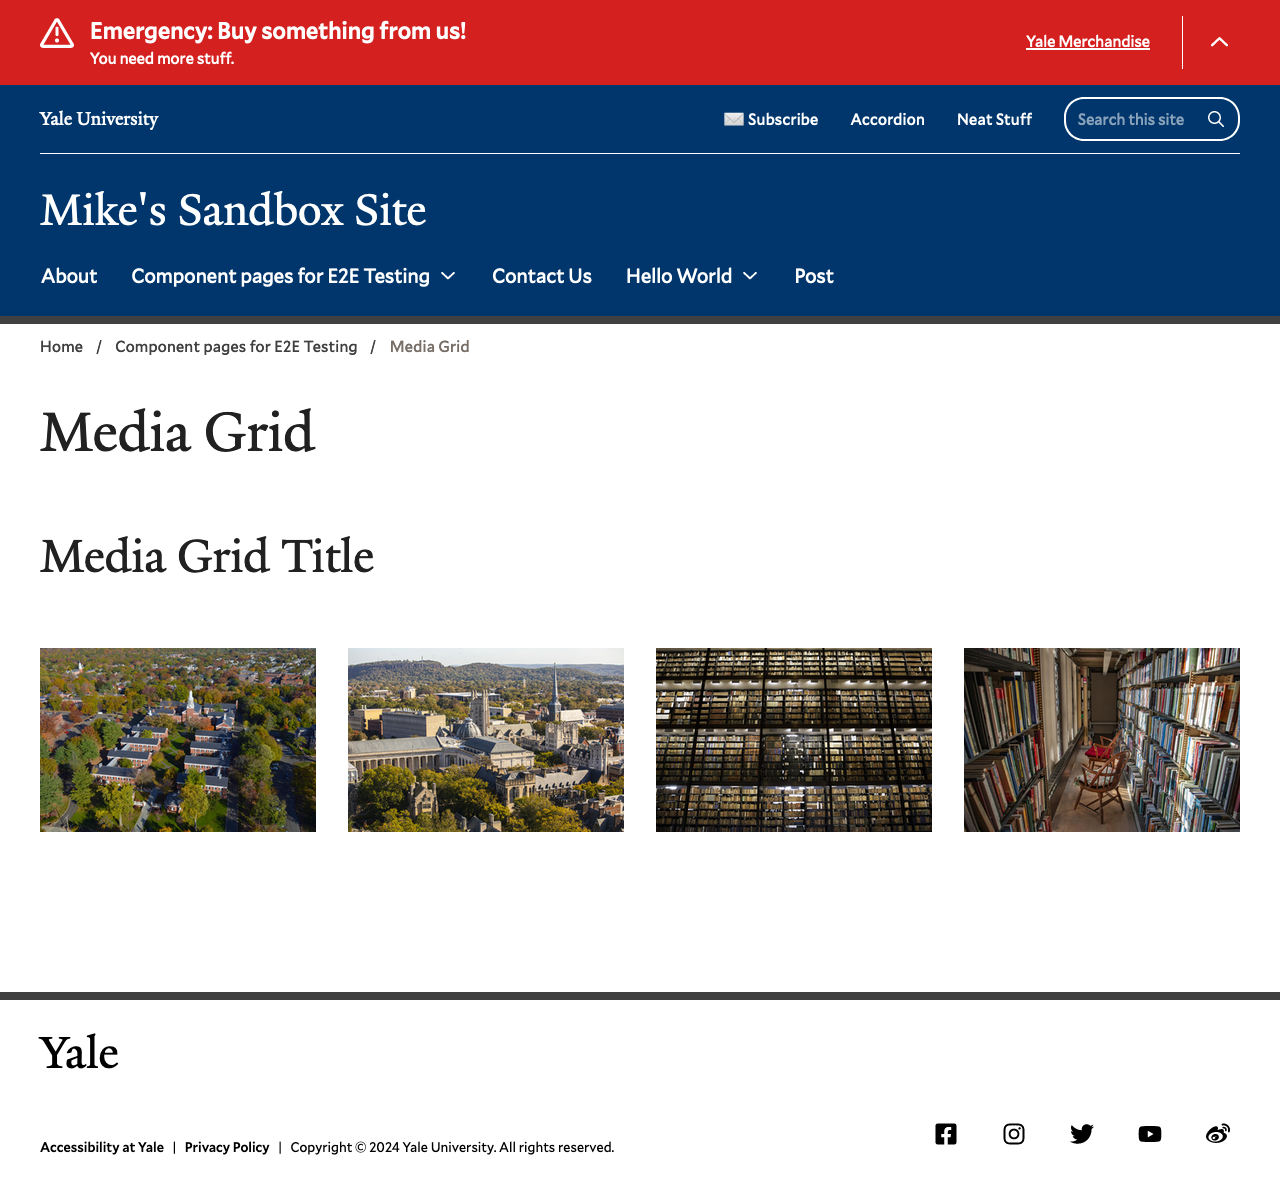 Emergency: Buy something from us!
You need more stuff.
Yale Merchandise
Yale University
Subscribe
Accordion
Neat Stuff
Search this site
Mike's Sandbox Site
About
Component pages for E2E Testing
Contact Us
Hello World
Post
Home / Component pages for E2E Testing / Media Grid
Media Grid
Media Grid Title
Yale
Accessibility at Yale | Privacy Policy | Copyright © 2024 Yale University. All rights reserved.